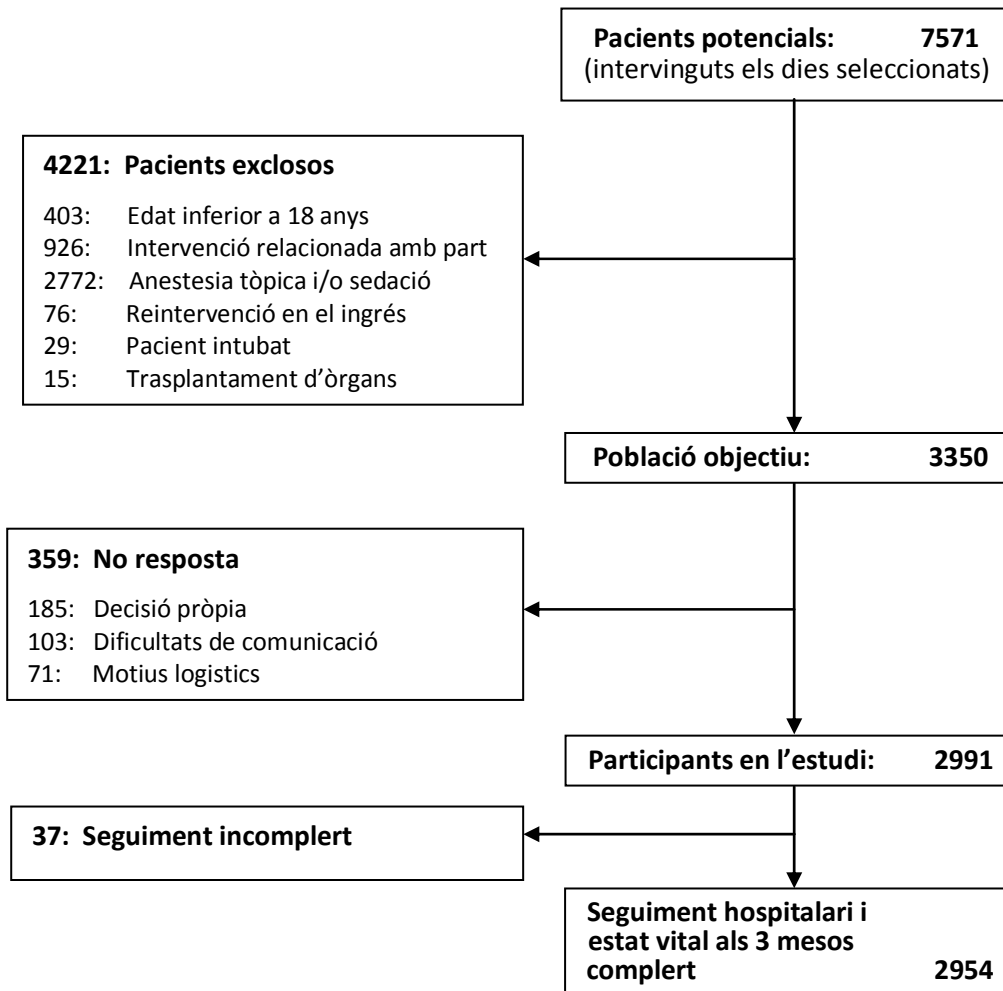 Pacients potencials: 7571
(intervinguts els dies seleccionats)
4221: Pacients exclosos
403: Edat inferior a 18 anys
926: Intervenció relacionada amb part
2772: Anestesia tòpica i/o sedació
76: Reintervenció en el ingrés
29: Pacient intubat
15: Trasplantament d’òrgans
Població objectiu: 3350
359: No resposta
185: Decisió pròpia
103: Dificultats de comunicació
71: Motius logistics
Participants en l’estudi: 2991
37: Seguiment incomplert
Seguiment hospitalari i
estat vital als 3 mesos
complert 2954